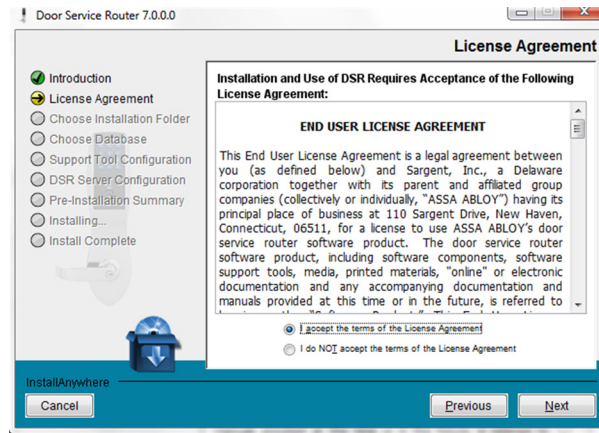 Door Service Router 7.0.0.0
License Agreement
Introduction
License Agreement
Choose Installation Folder
Choose Database
Support Tool Configuration
DSR Server Configuration
Pre-Installation Summary
Installing...
Install Complete
Installation and Use of DSR Requires Acceptance of the Following
License Agreement:
END USER LICENSE AGREEMENT
This End User License Agreement is a legal agreement between
you (as defined below) and Sargent, Inc., a Delaware
corporation together with its parent and affiliated group
companies (collectively or individually, "ASSA ABLOY") having its
principal place of business at 110 Sargent Drive, New Haven,
Connecticut, 06511, for a license to use ASSA ABLOY's door
service router software product. The door service router
software product, including software components, software
support tools, media, printed materials, "online" or electronic
documentation and any accompanying documentation and
manuals provided at this time or in the future, is referred to
I accept the terms of the License Agreement
I do NOT accept the terms of the License Agreement
InstallAnywhere
Cancel
Previous
Next